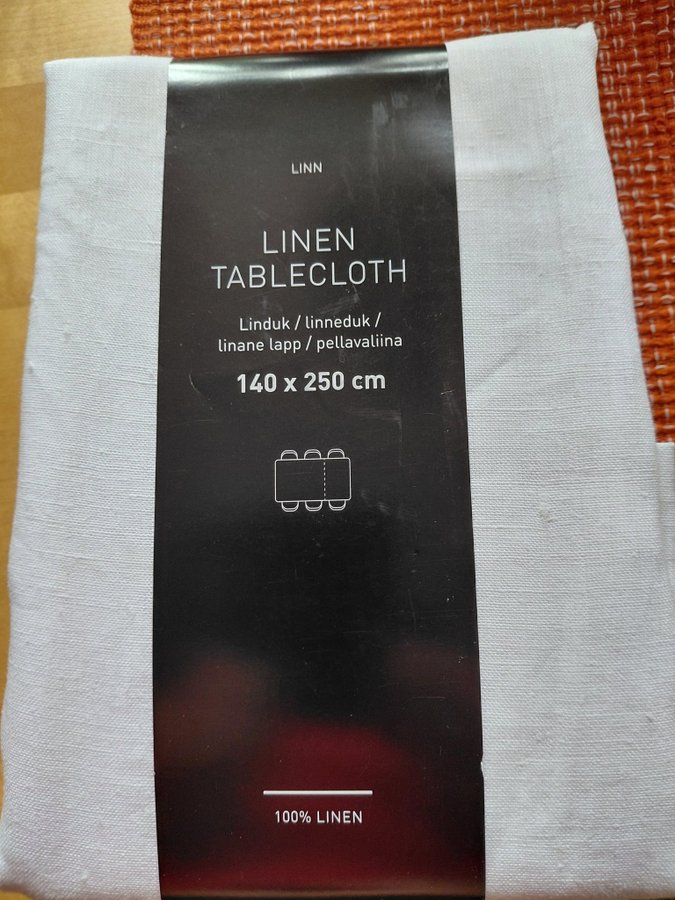 LINN
LINEN
TABLECLOTH
Linduk / linneduk /
linane lapp / pellavaliina
140 x 250 cm
100% LINEN